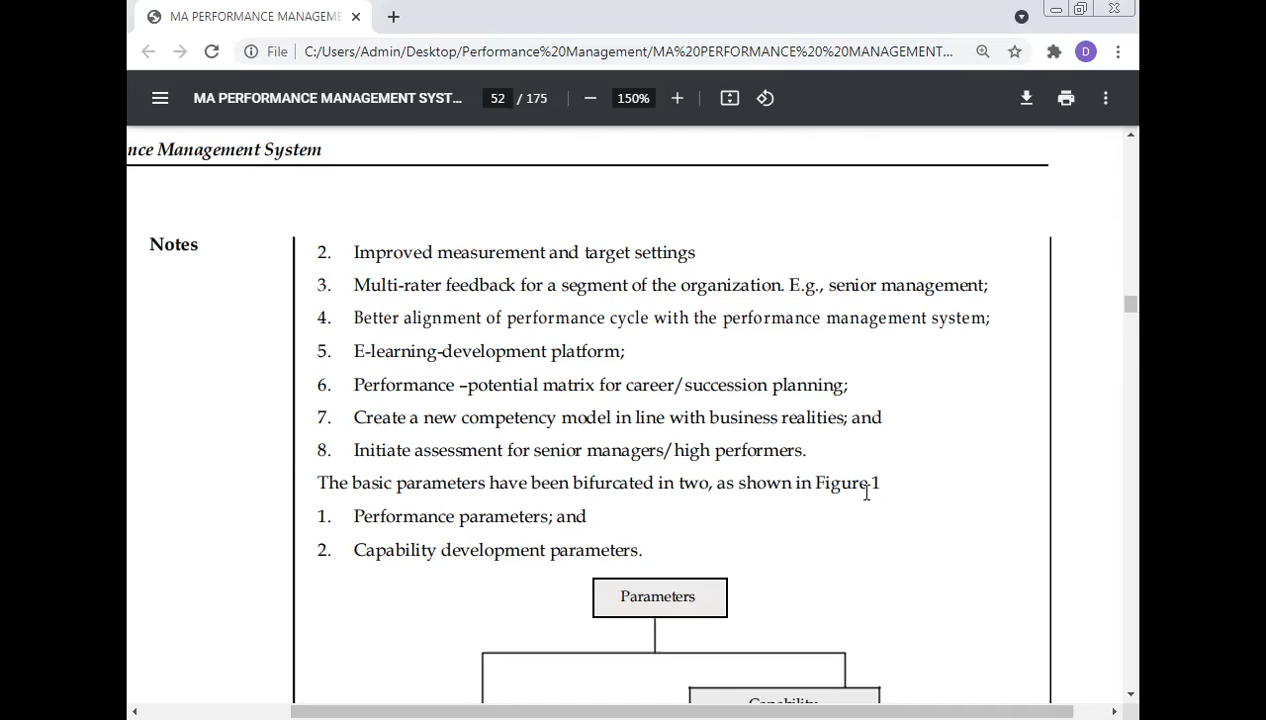 MA PERFORMANCE MANAGEME
File C:/Users/Admin/Desktop/Performance%20Management/MA%20PERFORMANCE%20%20MANAGEMENT... D
MA PERFORMANCE MANAGEMENT SYST... 52 / 175 150%
nce Management System
Notes
2. Improved measurement and target settings
3. Multi-rater feedback for a segment of the organization. E.g., senior management;
4. Better alignment of performance cycle with the performance management system;
5. E-learning-development platform;
6. Performance –potential matrix for career/succession planning;
7. Create a new competency model in line with business realities; and
8. Initiate assessment for senior managers/high performers.
The basic parameters have been bifurcated in two, as shown in Figure-1
1. Performance parameters; and
2. Capability development parameters.
Parameters
Capability